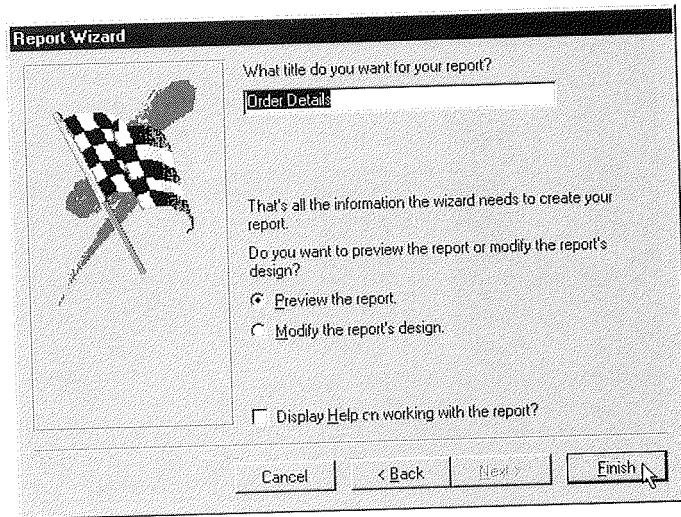 Report Wizard
What title do you want for your report?
Order Details
That's all the information the wizard needs to create your
report.
Do you want to preview the report or modify the report's
design?
Preview the report.
Modify the report's design.
Display Help on working with the report?
Cancel
< Back
Next >
Finish